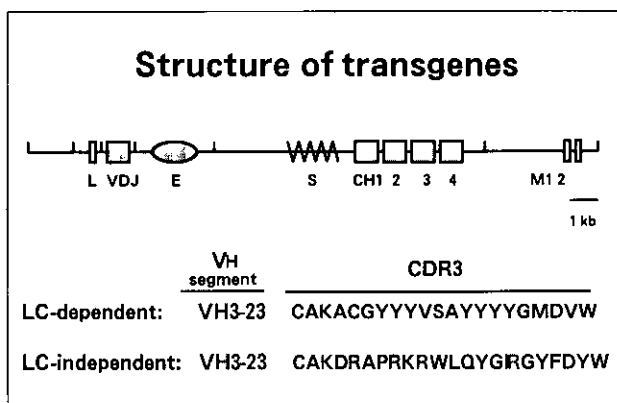 Structure of transgenes
L VDJ E S CH1 2 3 4 M1 2
1 kb
VH segment CDR3
LC-dependent: VH3-23 CAKACGYYYVSAYYYYGMDVW
LC-independent: VH3-23 CAKDRAPRKRWLQYGIRGYFDYW